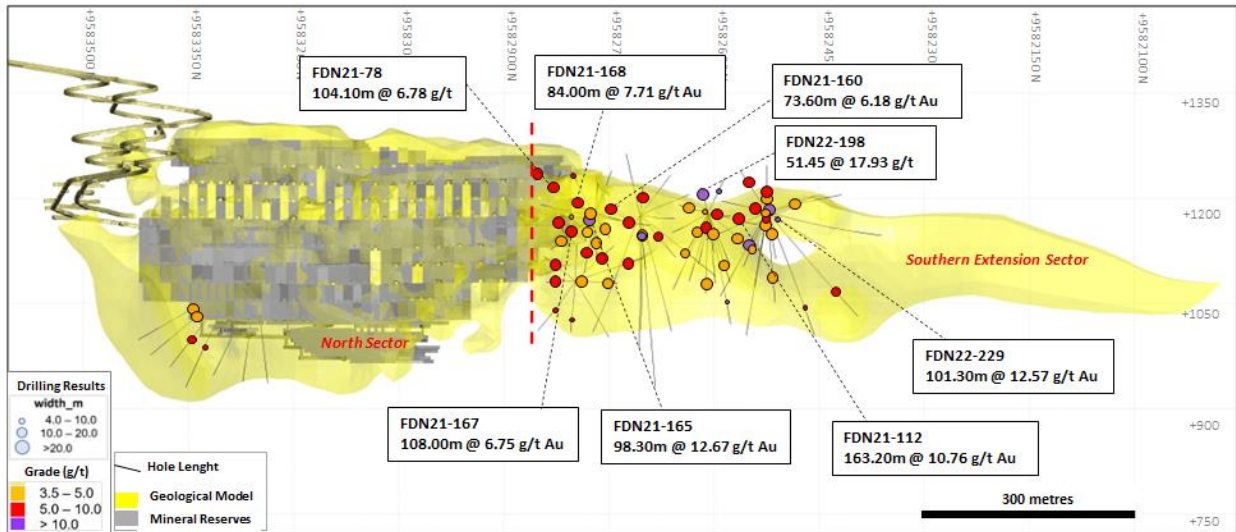 +9583500N
+9583350N
+9582900N
+1350
+1200
+1050
+900
+750
FDN21-78
104.10m @ 6.78 g/t
FDN21-168
84.00m @ 7.71 g/t Au
FDN21-160
73.60m @ 6.18 g/t Au
FDN22-198
51.45 @ 17.93 g/t
Southern Extension Sector
North Sector
FDN22-229
101.30m @ 12.57 g/t Au
FDN21-167
108.00m @ 6.75 g/t Au
FDN21-165
98.30m @ 12.67 g/t Au
FDN21-112
163.20m @ 10.76 g/t Au
Drilling Results
width_m
4.0 – 10.0
10.0 – 20.0
>20.0
Grade (g/t)
3.5 – 5.0
5.0 – 10.0
> 10.0
Hole Lenght
Geological Model
Mineral Reserves
300 metres